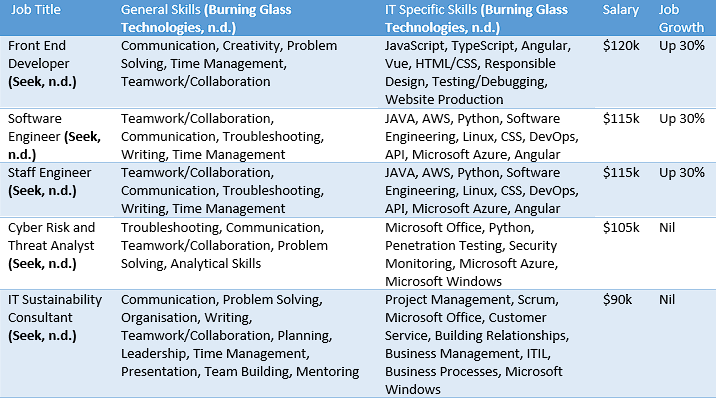 Job Title
General Skills (Burning Glass
Technologies, n.d.)
IT Specific Skills (Burning Glass
Technologies, n.d.)
Salary
Job
Growth
Front End
Developer
(Seek, n.d.)
Communication, Creativity, Problem
Solving, Time Management,
Teamwork/Collaboration
JavaScript, TypeScript, Angular,
Vue, HTML/CSS, Responsible
Design, Testing/Debugging,
Website Production
$120k
Up 30%
Software
Engineer (Seek,
n.d.)
Teamwork/Collaboration,
Communication, Troubleshooting,
Writing, Time Management
JAVA, AWS, Python, Software
Engineering, Linux, CSS, DevOps,
API, Microsoft Azure, Angular
$115k
Up 30%
Staff Engineer
(Seek, n.d.)
Teamwork/Collaboration,
Communication, Troubleshooting,
Writing, Time Management
JAVA, AWS, Python, Software
Engineering, Linux, CSS, DevOps,
API, Microsoft Azure, Angular
$115k
Up 30%
Cyber Risk and
Threat Analyst
(Seek, n.d.)
Troubleshooting, Communication,
Teamwork/Collaboration, Problem
Solving, Analytical Skills
Microsoft Office, Python,
Penetration Testing, Security
Monitoring, Microsoft Azure,
Microsoft Windows
$105k
Nil
IT Sustainability
Consultant
(Seek, n.d.)
Communication, Problem Solving,
Organisation, Writing,
Teamwork/Collaboration, Planning,
Leadership, Time Management,
Presentation, Team Building, Mentoring
Project Management, Scrum,
Microsoft Office, Customer
Service, Building Relationships,
Business Management, ITIL,
Business Processes, Microsoft
Windows
$90k
Nil